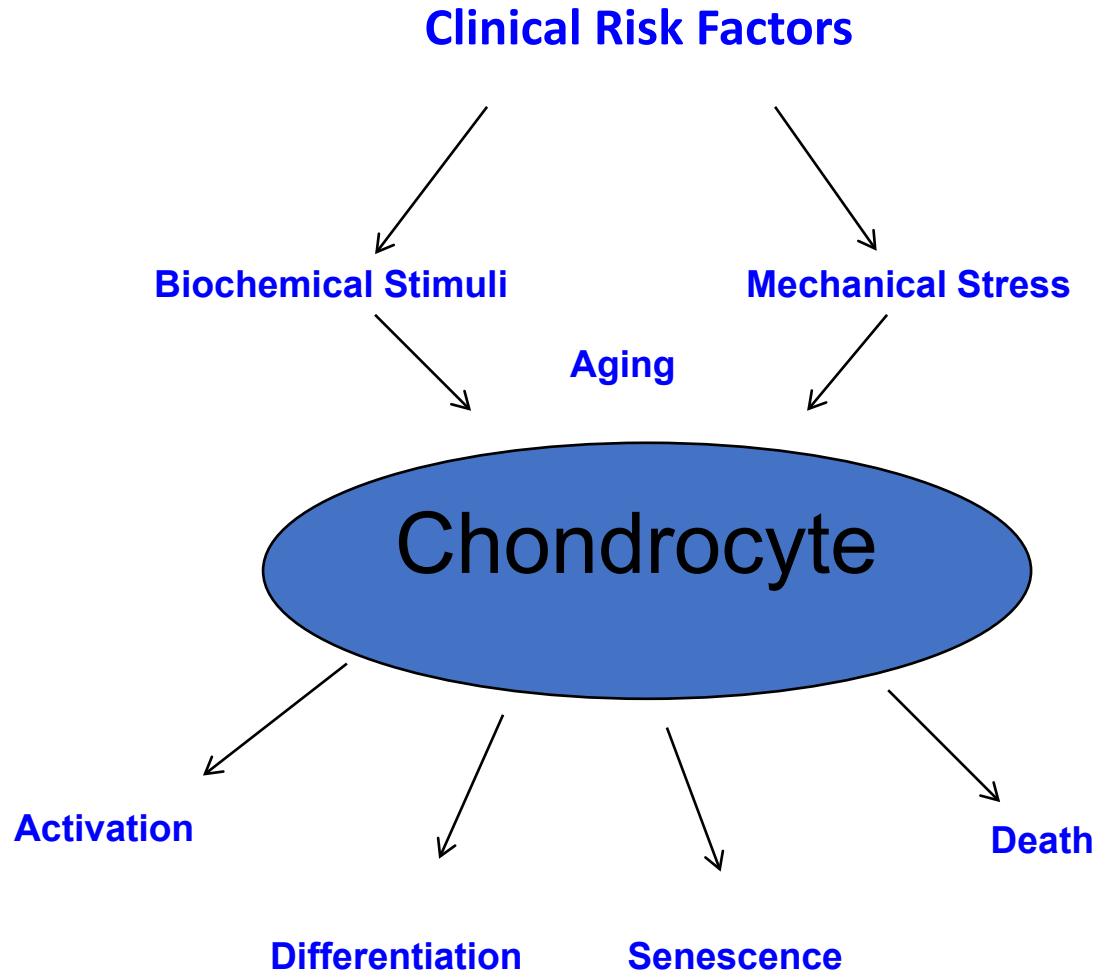 Clinical Risk Factors
Biochemical Stimuli
Mechanical Stress
Aging
Chondrocyte
Activation
Death
Differentiation
Senescence